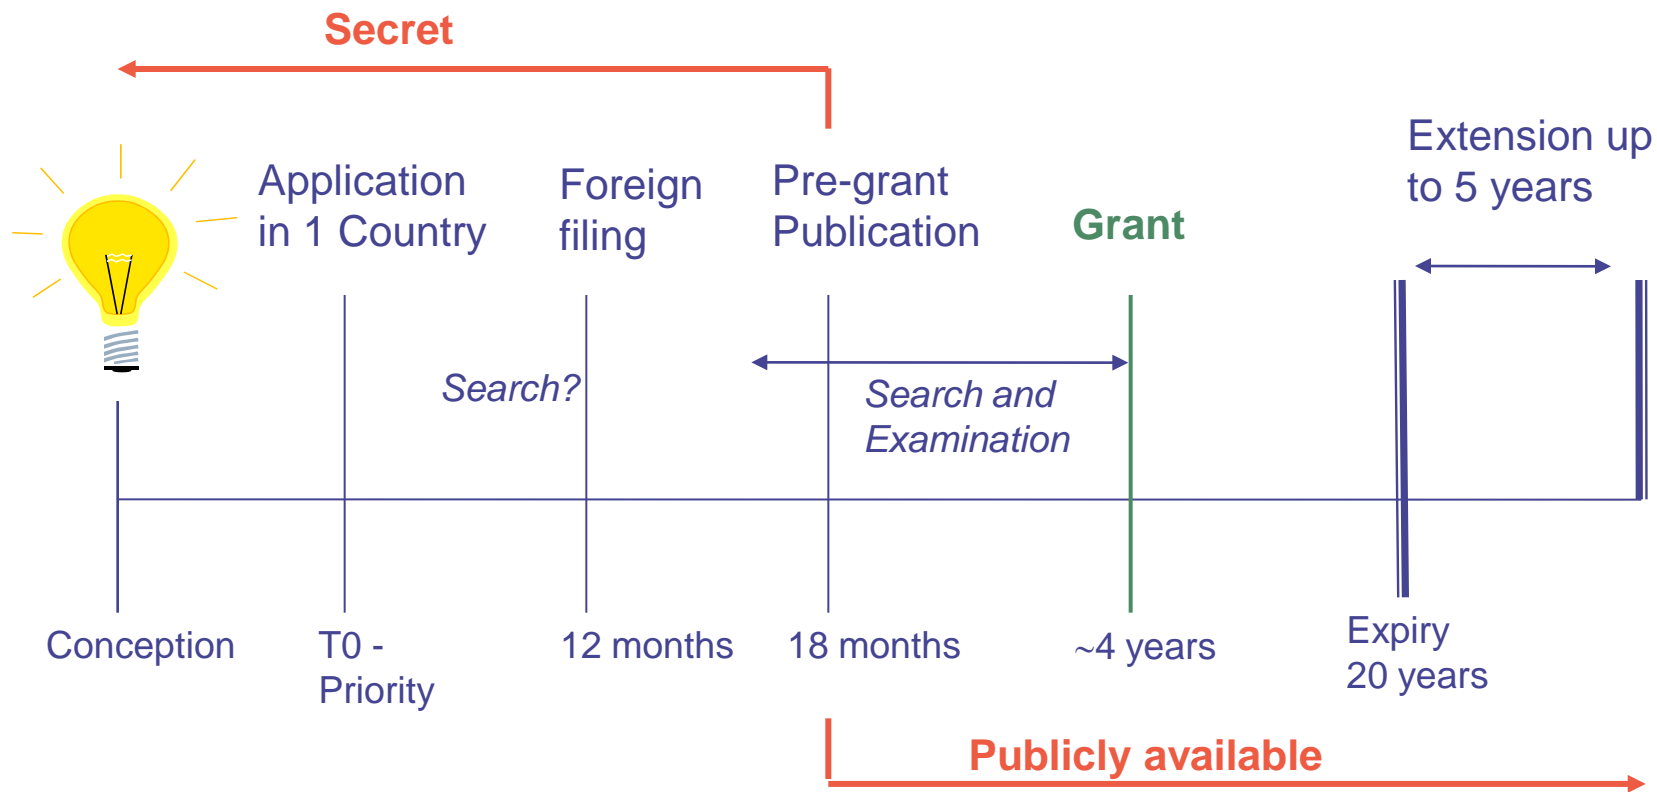 Secret
Extension up
to 5 years
Application
in 1 Country
Foreign
filing
Pre-grant
Publication
Grant
Search?
Search and
Examination
Conception
T0 -
Priority
12 months
18 months
~4 years
Expiry
20 years
Publicly available